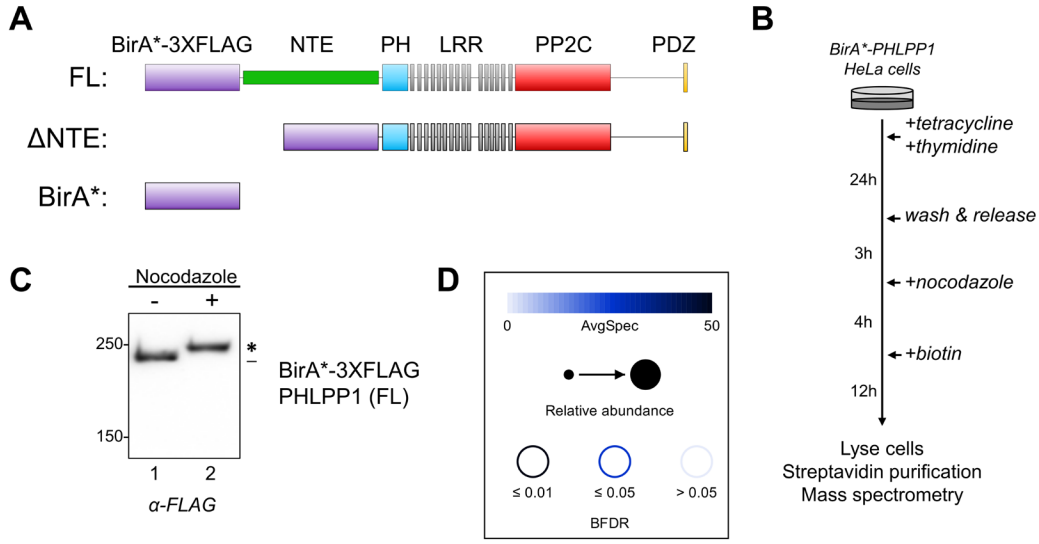 A
BirA*-3XFLAG NTE PH LRR PP2C PDZ
FL:
ΔNTE:
BirA*:
B
BirA*-PHLPP1
HeLa cells
+tetracycline
+thymidine
24h
wash & release
3h
+nocodazole
4h
+biotin
12h
Lyse cells
Streptavidin purification
Mass spectrometry
C
Nocodazole
- +
250
*
–
150
BirA*-3XFLAG
PHLPP1 (FL)
1 2
α-FLAG
D
0 AvgSpec 50
Relative abundance
≤ 0.01 ≤ 0.05 > 0.05
BFDR